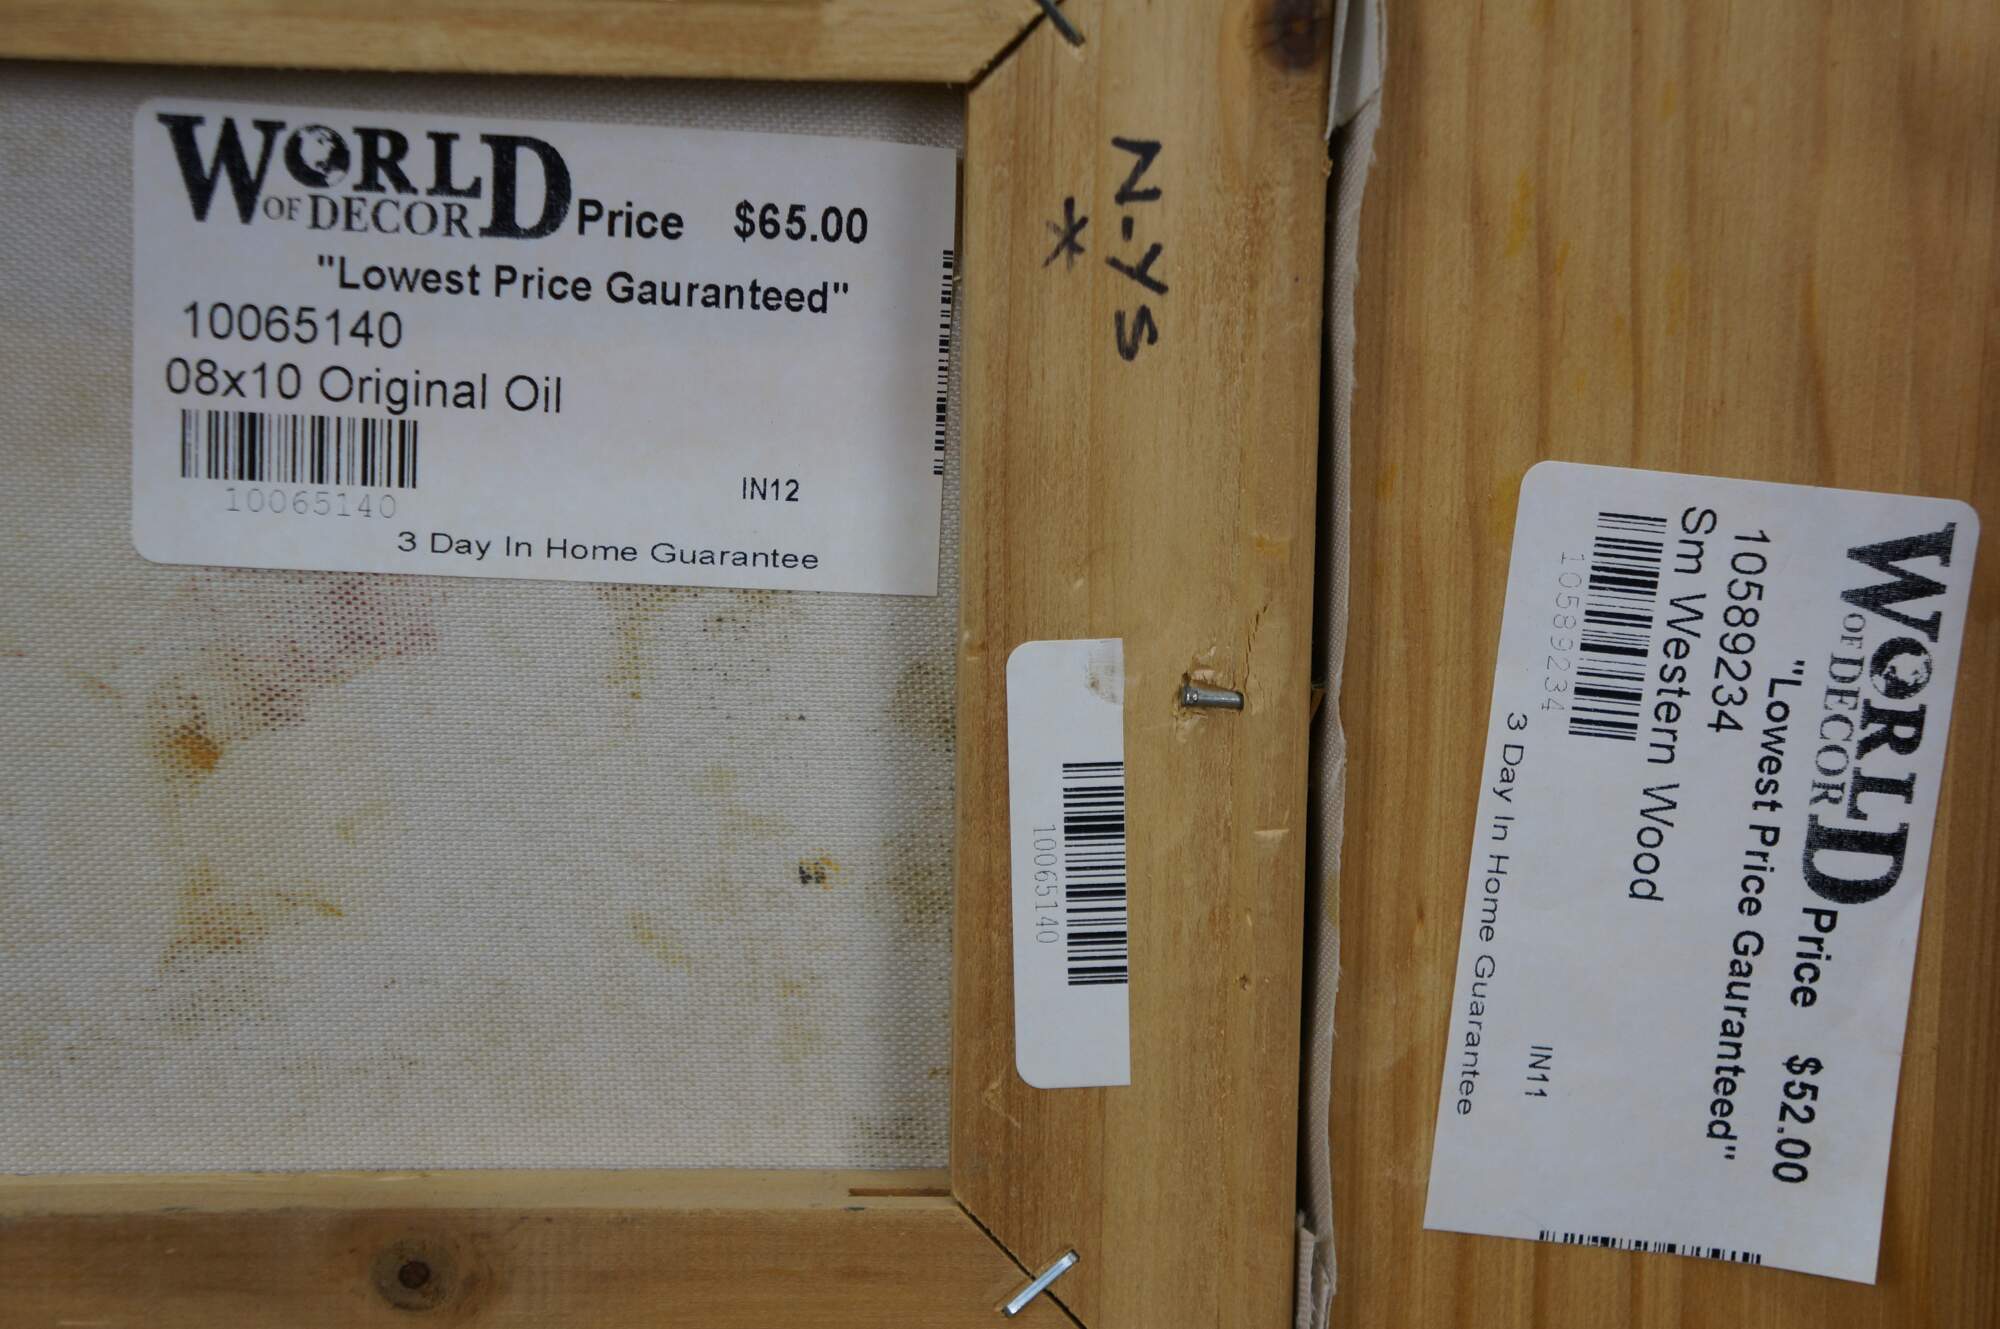 WORLD
OF DECOR
Price $65.00
"Lowest Price Gauranteed"
10065140
08x10 Original Oil
10065140
IN12
3 Day In Home Guarantee
N-YS
*
10065140
WORLD
OF DECOR
Price $52.00
"Lowest Price Gauranteed"
10589234
Sm Western Wood
10589234
IN11
3 Day In Home Guarantee